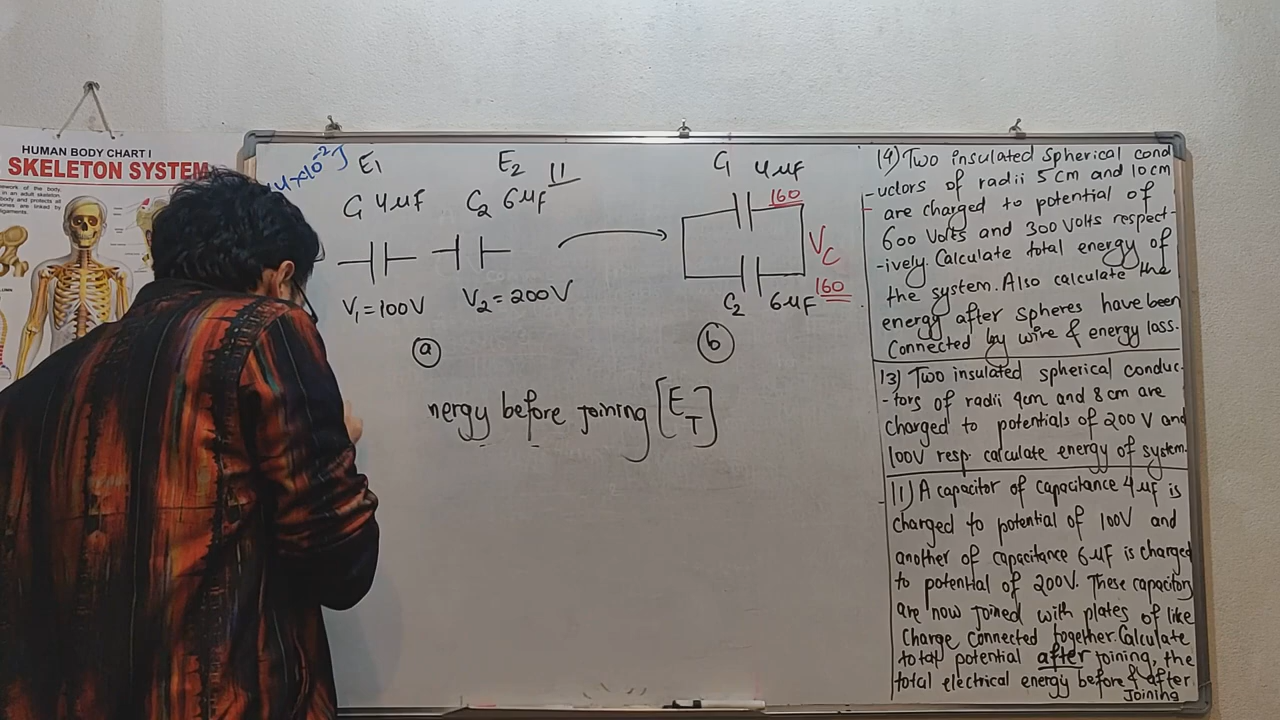 HUMAN BODY CHART I
SKELETON SYSTEM
4×10⁻² J
E₁
E₂
11
C₁ 4μF
C₂ 6μF
V₁=100V
V₂=200V
a
C₁ 4μF
160
V_C
160
C₂ 6μF
b
nergy before joining [E_T]
14) Two insulated spherical cond
-uctors of radii 5cm and 10cm
are charged to potential of
600 Volts and 300 Volts respect-
-ively. Calculate total energy of
the system. Also calculate the
energy after spheres have been
connected by wire & energy loss.
13) Two insulated spherical conduc-
-tors of radii 9cm and 8cm are
charged to potentials of 200 V and
100V resp. calculate energy of system.
11) A capacitor of capacitance 4μF is
charged to potential of 100V and
another of capacitance 6μF is charged
to potential of 200V. These capacitors
are now joined with plates of like
Charge connected together. Calculate
total potential after joining, the
total electrical energy before & after
Joining